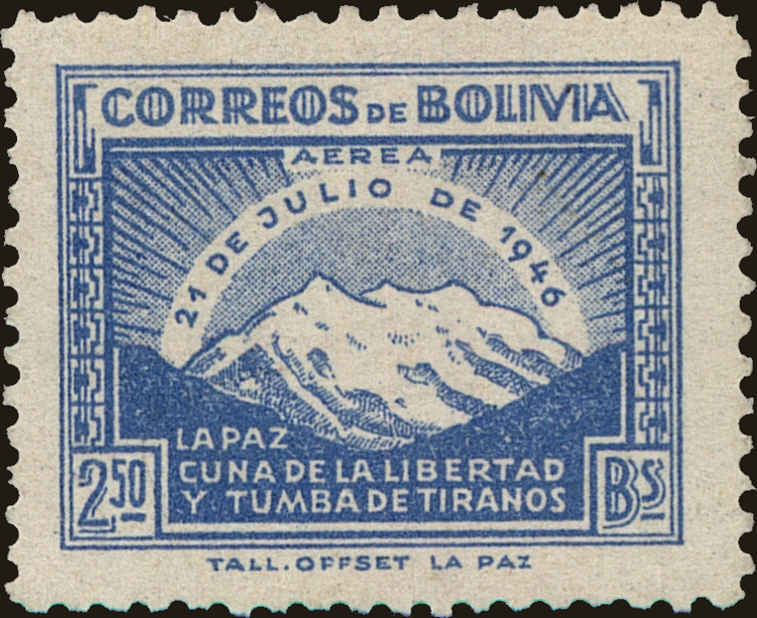 CORREOS DE BOLIVIA
AEREA
21 DE JULIO DE 1946
LA PAZ
CUNA DE LA LIBERTAD
Y TUMBA DE TIRANOS
2.50 Bs
TALL. OFFSET LA PAZ